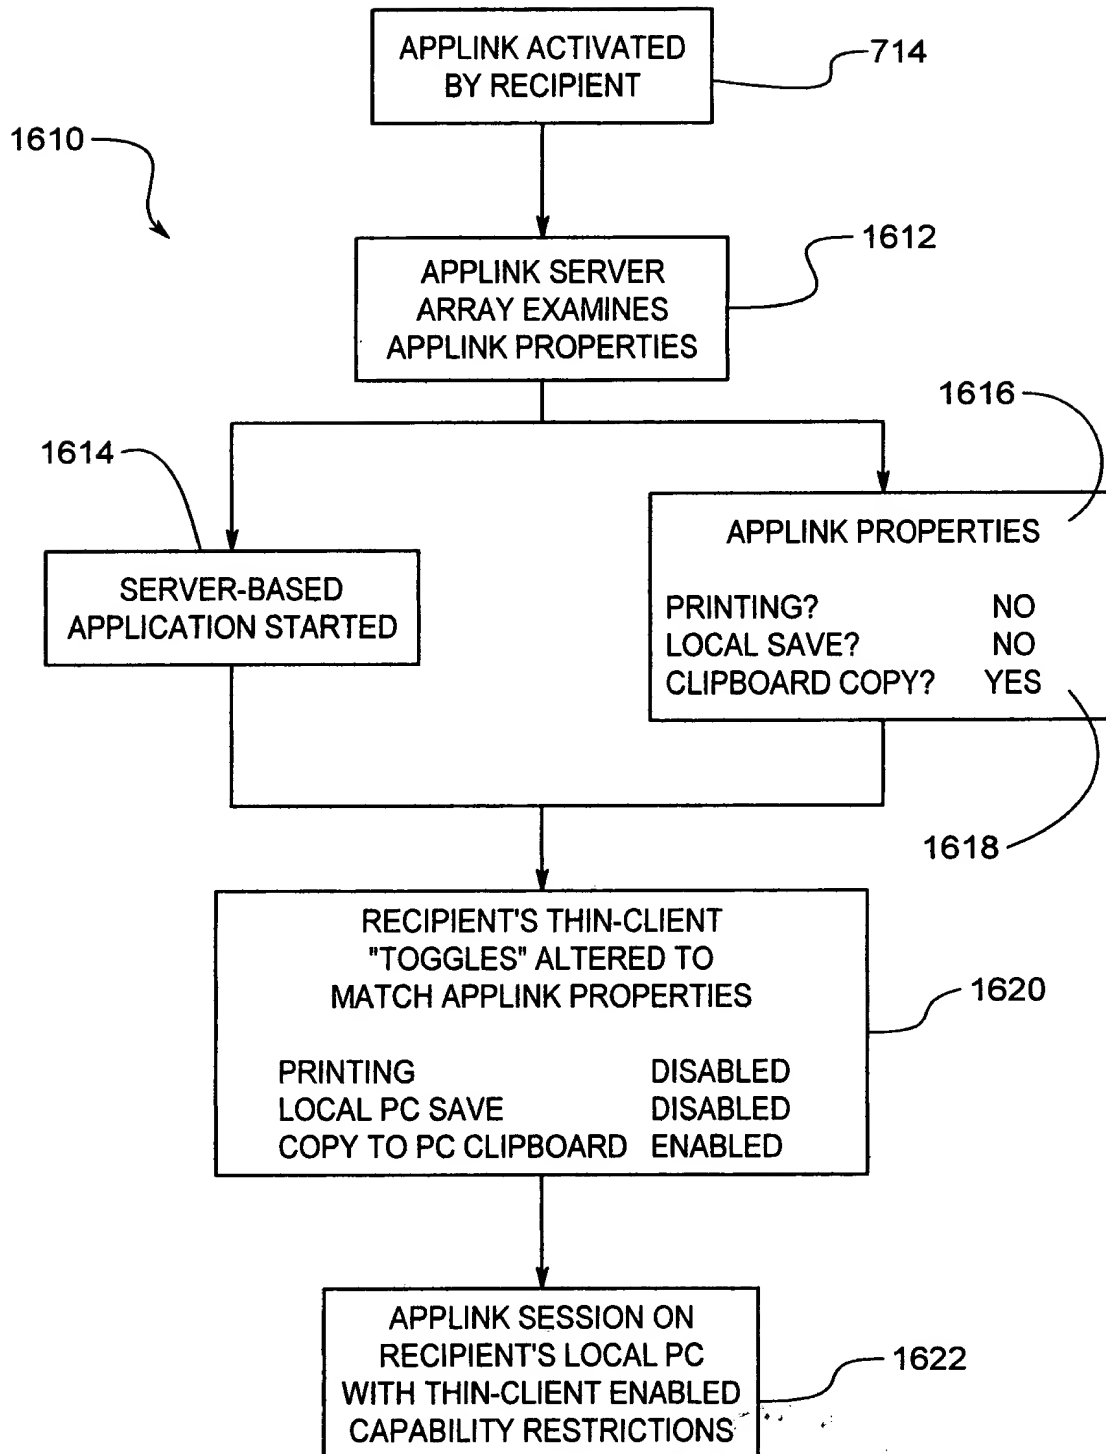 APPLINK ACTIVATED
BY RECIPIENT
714
1610
1612
APPLINK SERVER
ARRAY EXAMINES
APPLINK PROPERTIES
1616
1614
APPLINK PROPERTIES
SERVER-BASED
APPLICATION STARTED
PRINTING? NO
LOCAL SAVE? NO
CLIPBOARD COPY? YES
1618
RECIPIENT'S THIN-CLIENT
"TOGGLES" ALTERED TO
MATCH APPLINK PROPERTIES
1620
PRINTING DISABLED
LOCAL PC SAVE DISABLED
COPY TO PC CLIPBOARD ENABLED
APPLINK SESSION ON
RECIPIENT'S LOCAL PC
WITH THIN-CLIENT ENABLED
CAPABILITY RESTRICTIONS
1622